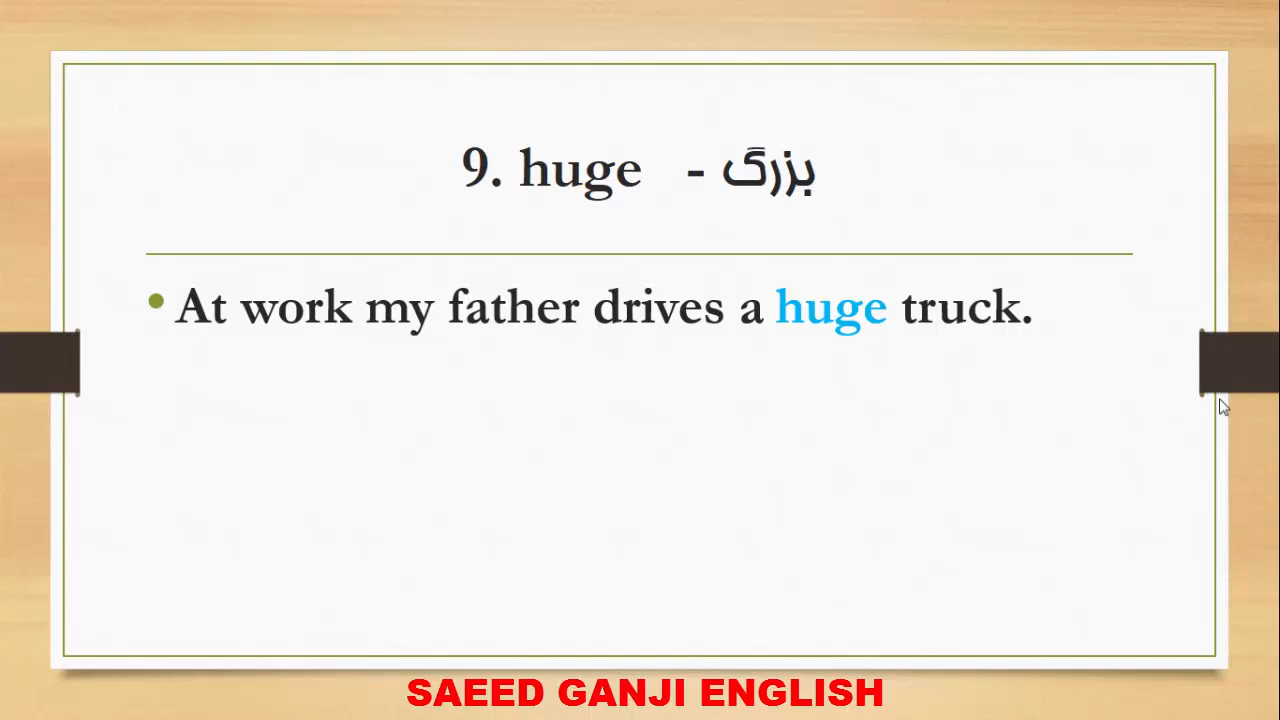 9. huge - بزرگ
• At work my father drives a huge truck.
SAEED GANJI ENGLISH